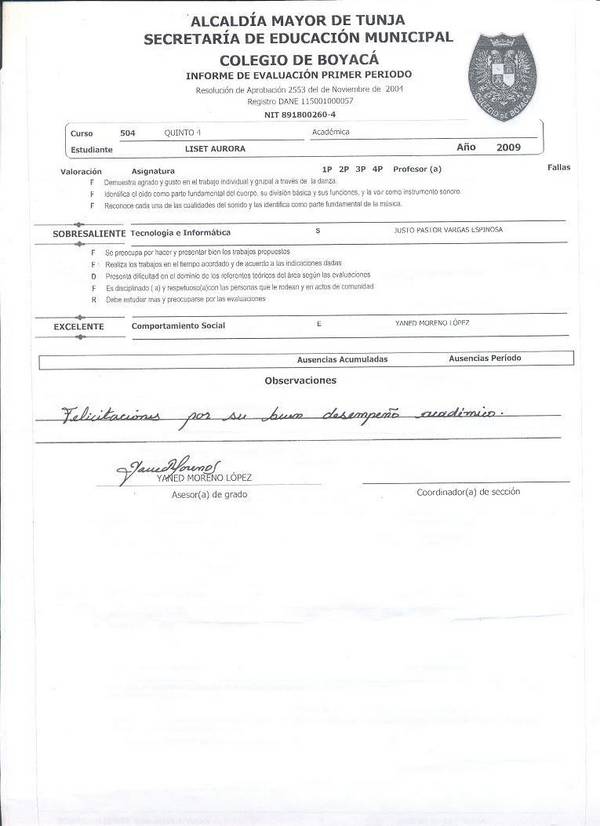 ALCALDÍA MAYOR DE TUNJA
SECRETARÍA DE EDUCACIÓN MUNICIPAL
COLEGIO DE BOYACÁ
INFORME DE EVALUACIÓN PRIMER PERIODO
Resolución de Aprobación 2553 del de Noviembre de 2004
Registro DANE 115001000057
NIT 891800260-4
COLEGIO DE BOYACÁ
Curso 504 QUINTO 4 Académica
Estudiante LISET AURORA Año 2009
Valoración Asignatura 1P 2P 3P 4P Profesor (a) Fallas
F Demuestra agrado y gusto en el trabajo individual y grupal a través de la danza.
F Identifica el oído como parte fundamental del cuerpo, su división básica y sus funciones, y la voz como instrumento sonoro.
F Reconoce cada una de las cualidades del sonido y las identifica como parte fundamental de la música.
SOBRESALIENTE Tecnología e Informática S JUSTO PASTOR VARGAS ESPINOSA
F Se preocupa por hacer y presentar bien los trabajos propuestos
F Realiza los trabajos en el tiempo acordado y de acuerdo a las indicaciones dadas
D Presenta dificultad en el dominio de los referentes teóricos del área según las evaluaciones
F Es disciplinado ( a) y respetuoso(a)con las personas que le rodean y en actos de comunidad
R Debe estudiar mas y preocuparse por las evaluaciones
EXCELENTE Comportamiento Social E YANED MORENO LÓPEZ
Ausencias Acumuladas Ausencias Período
Observaciones
Felicitaciones por su buen desempeño académico.
Yaned Moreno L
YANED MORENO LÓPEZ
Asesor(a) de grado Coordinador(a) de sección